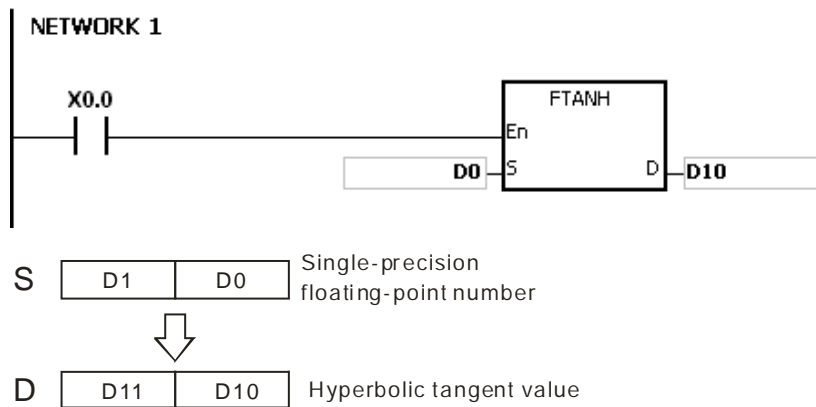 NETWORK 1
X0.0
FTANH
En
D0 S D D10
S D1 D0 Single-precision
floating-point number
D D11 D10 Hyperbolic tangent value